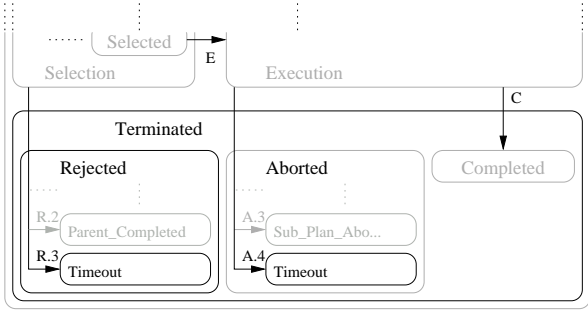 Selected
E
Selection
Execution
C
Terminated
Rejected
Aborted
Completed
R.2
Parent_Completed
A.3
Sub_Plan_Abo...
R.3
Timeout
A.4
Timeout